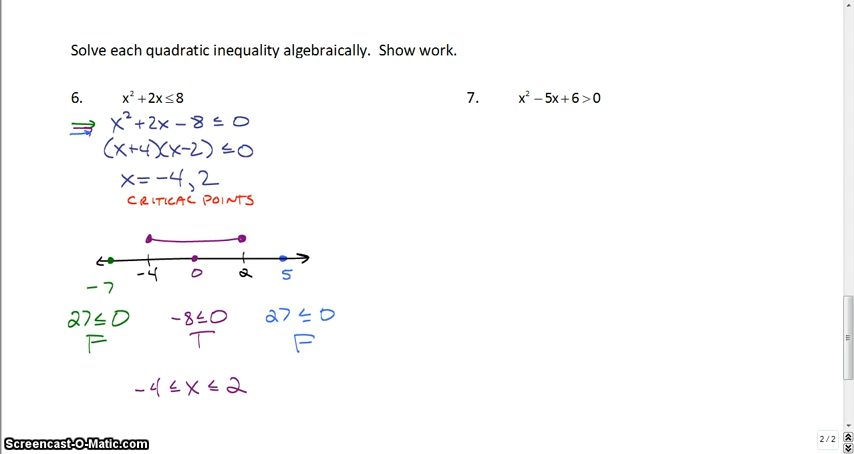 Solve each quadratic inequality algebraically.  Show work.
6. x² + 2x ≤ 8
⇒ x² + 2x − 8 ≤ 0
(x+4)(x−2) ≤ 0
x = −4, 2
CRITICAL POINTS
−7 −4 0 2 5
27 ≤ 0 −8 ≤ 0 27 ≤ 0
F T F
−4 ≤ x ≤ 2
7. x² − 5x + 6 > 0
2 / 2
Screencast-O-Matic.com